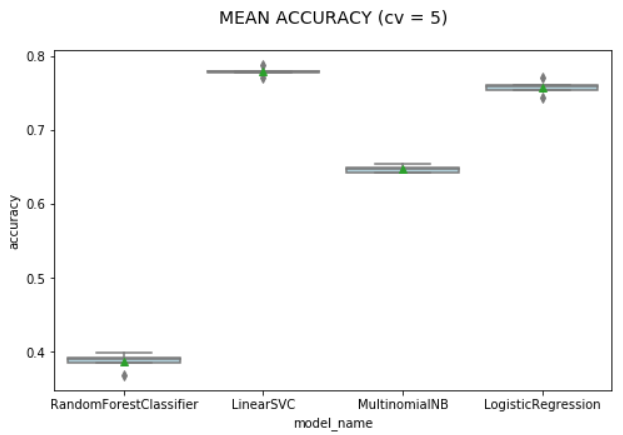 MEAN ACCURACY (cv = 5)
accuracy
0.8
0.7
0.6
0.5
0.4
RandomForestClassifier LinearSVC MultinomialNB LogisticRegression
model_name